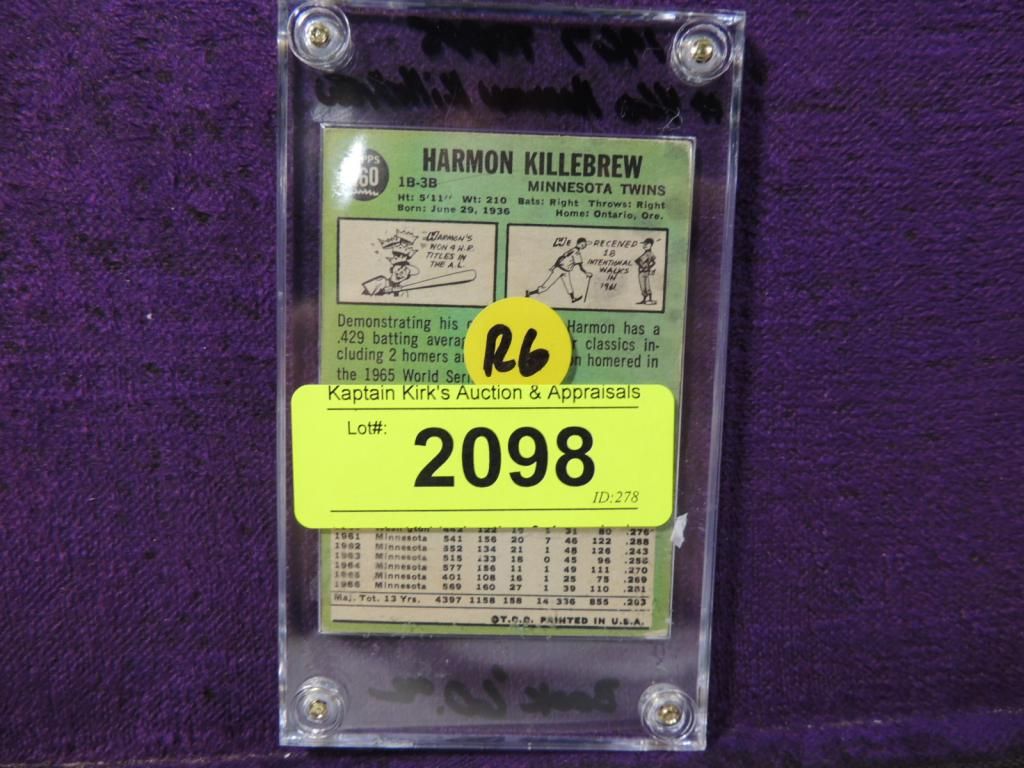 460
HARMON KILLEBREW
1B-3B MINNESOTA TWINS
Ht: 5'11" Wt: 210 Bats: Right Throws: Right
Born: June 29, 1936 Home: Ontario, Ore.
HARMON'S
WON 4 H.R.
TITLES IN
THE A.L.
HE RECEIVED
18
INTENTIONAL
WALKS
IN
1961
Demonstrating his Harmon has a
.429 batting classics in-
cluding 2 homers homered in
the 1965 World
R6
Kaptain Kirk's Auction & Appraisals
Lot#: 2098
ID:278
1961 Minnesota 541 156 20 7 46 122 .288
1962 Minnesota 552 134 21 1 48 126 .243
1963 Minnesota 515 133 18 0 45 96 .258
1964 Minnesota 577 156 11 1 49 111 .270
1965 Minnesota 401 108 16 1 25 75 .269
1966 Minnesota 569 160 27 1 39 110 .281
Maj. Tot. 13 Yrs. 4397 1158 158 14 336 855 .263
©T.C.G. PRINTED IN U.S.A.